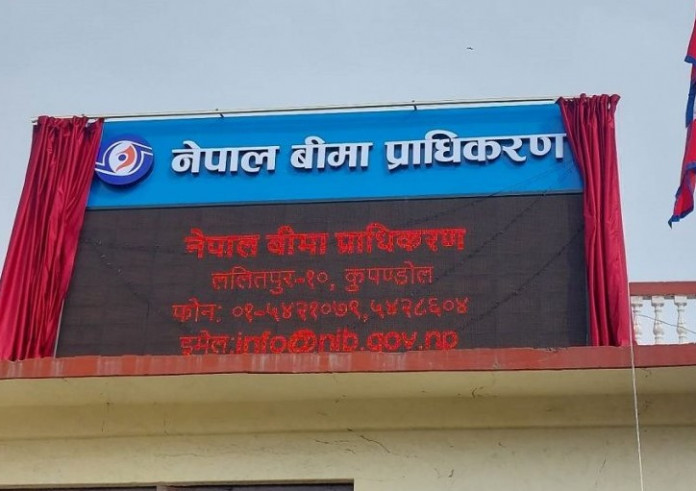 नेपाल बीमा प्राधिकरण
नेपाल बीमा प्राधिकरण
ललितपुर-१०, कुपण्डोल
फोन: ०१-५४२१०७९,५४२८६०४
इमेल:info@nib.gov.np